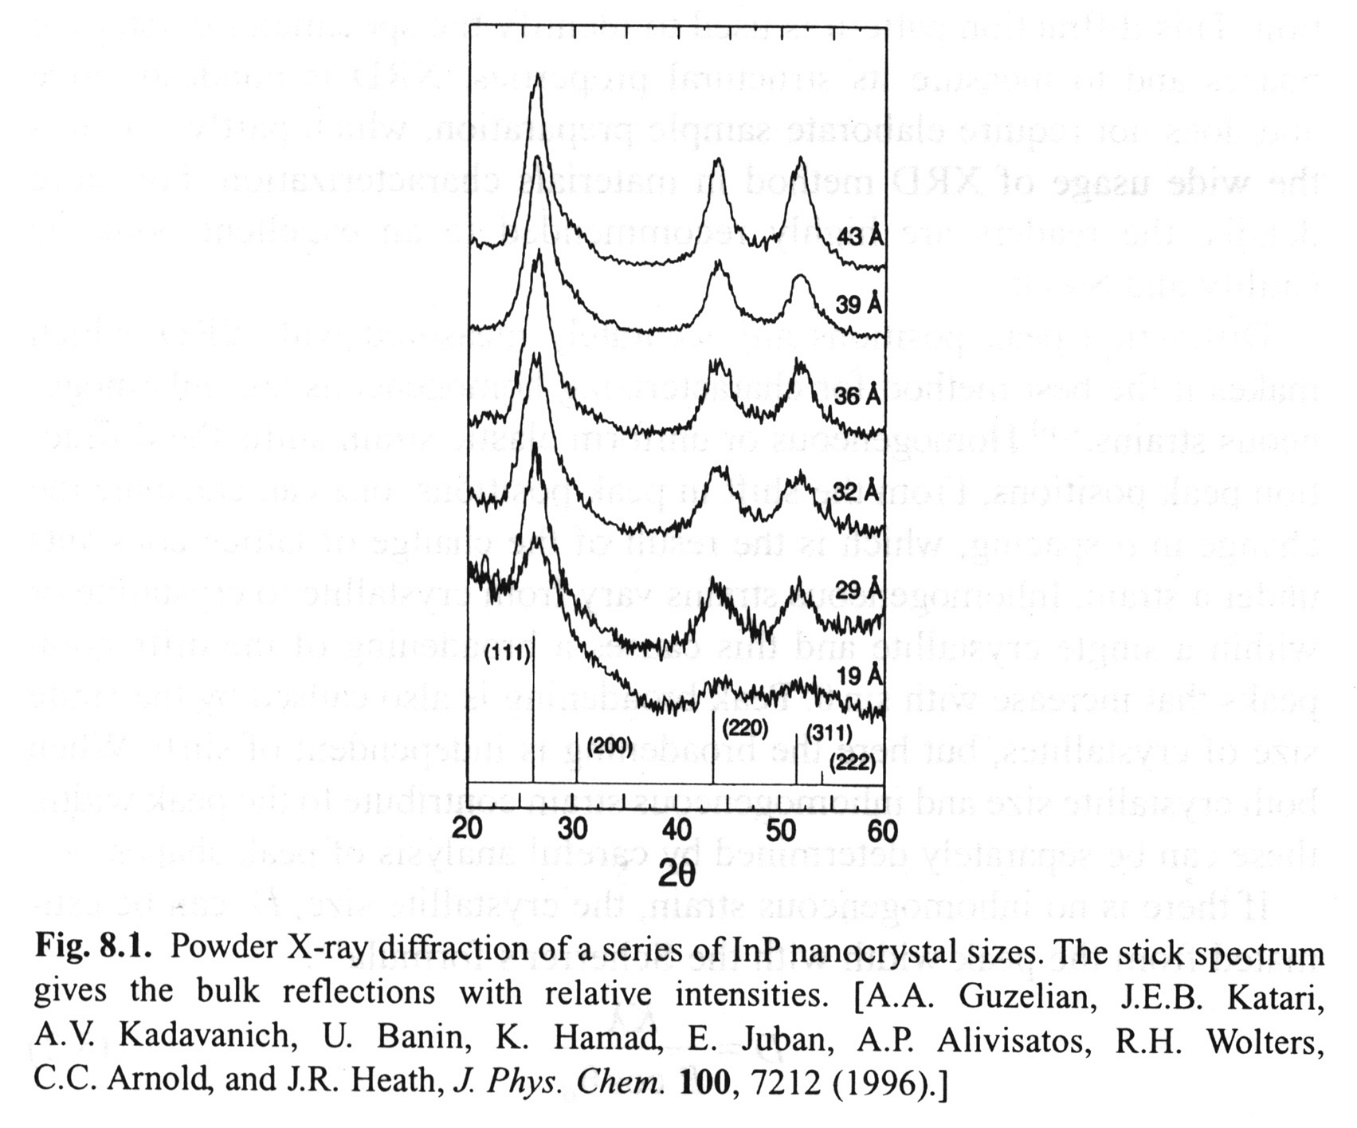 43 Å
39 Å
36 Å
32 Å
29 Å
19 Å
(111)
(200)
(220)
(311)
(222)
20 30 40 50 60
2θ
Fig. 8.1. Powder X-ray diffraction of a series of InP nanocrystal sizes. The stick spectrum
gives the bulk reflections with relative intensities. [A.A. Guzelian, J.E.B. Katari,
A.V. Kadavanich, U. Banin, K. Hamad, E. Juban, A.P. Alivisatos, R.H. Wolters,
C.C. Arnold, and J.R. Heath, J. Phys. Chem. 100, 7212 (1996).]